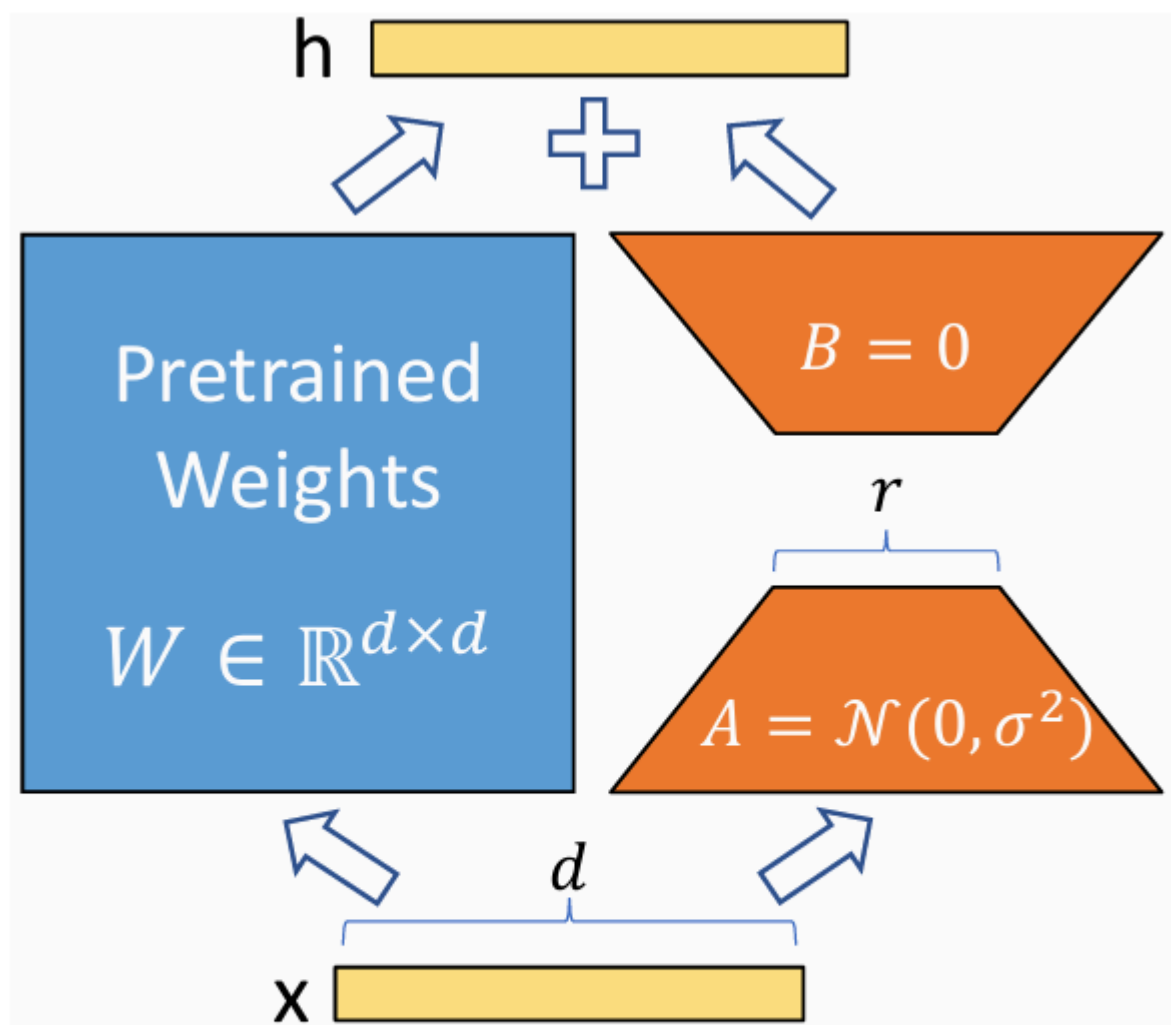 h
Pretrained
Weights
W ∈ ℝ^{d×d}
B = 0
r
A = 𝒩(0, σ²)
d
x